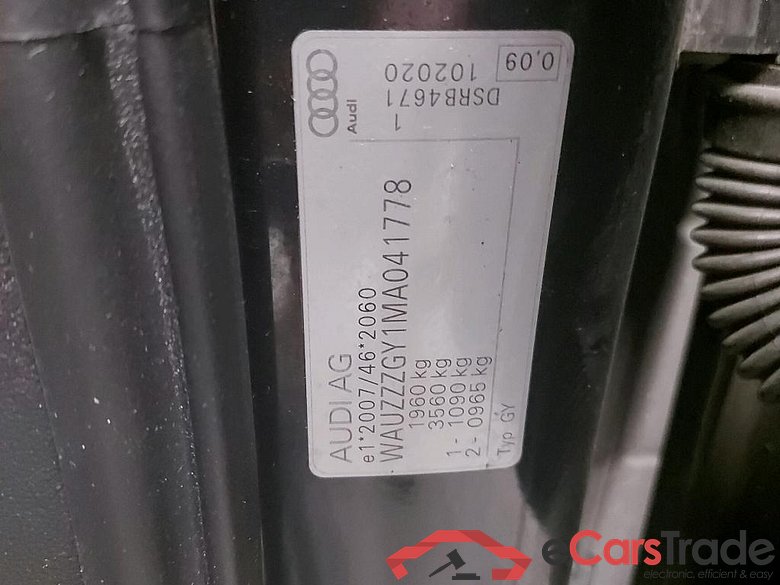 AUDI AG
e1*2007/46*2060
WAUZZZGY1MA041778
1960 kg
3560 kg
1- 1090 kg
2- 0965 kg
Typ GY
Audi
1
DSRB4671
102020
0,09
eCarsTrade
electronic, efficient & easy